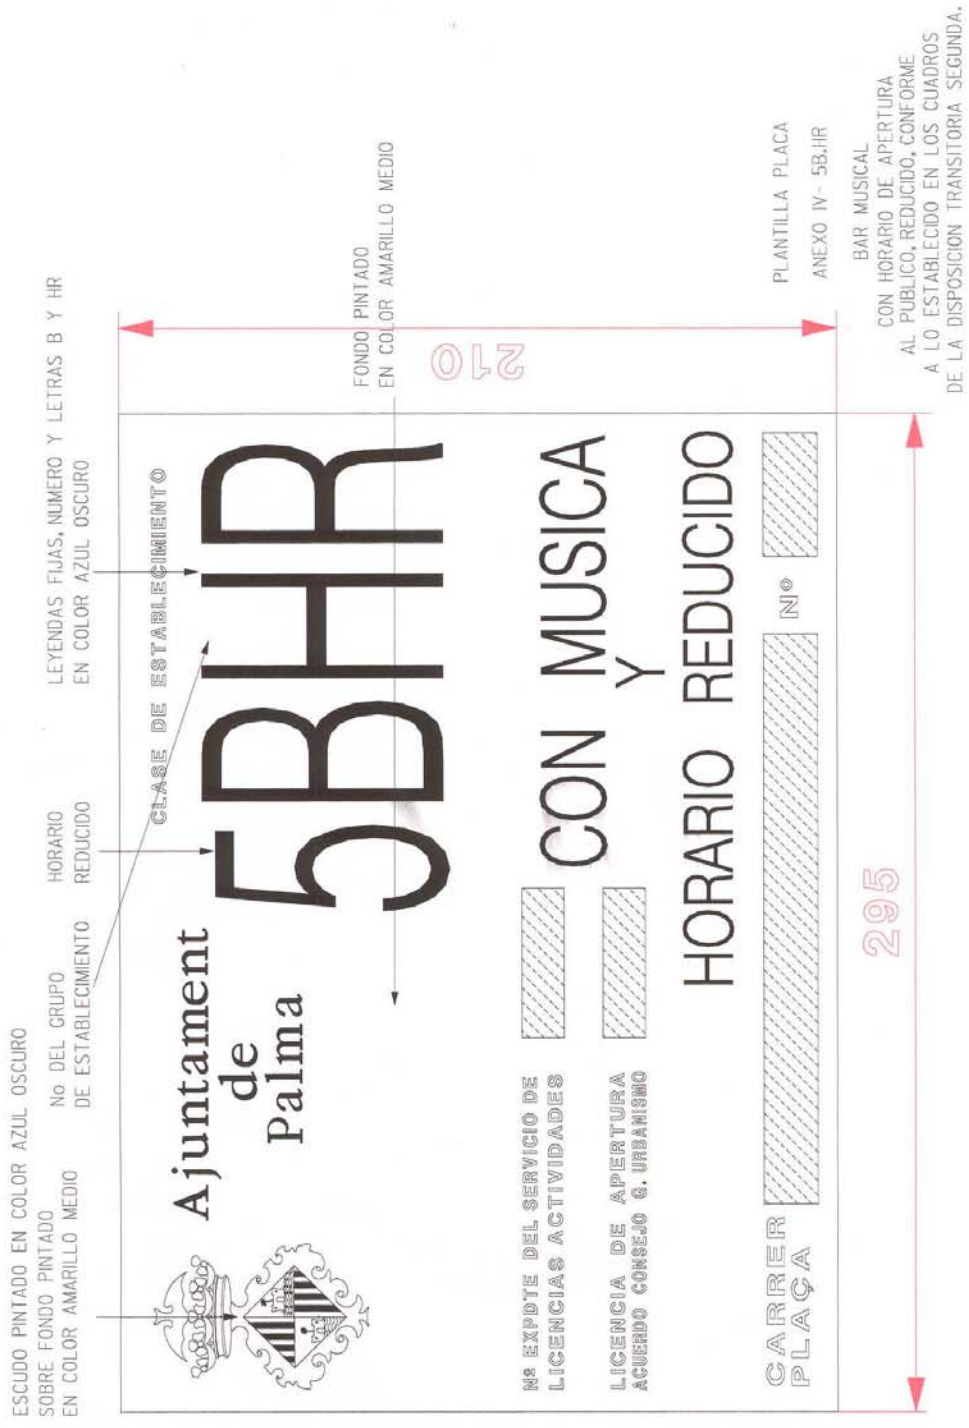 ESCUDO PINTADO EN COLOR AZUL OSCURO
SOBRE FONDO PINTADO
EN COLOR AMARILLO MEDIO
No DEL GRUPO
DE ESTABLECIMIENTO
HORARIO
REDUCIDO
LEYENDAS FIJAS, NUMERO Y LETRAS B Y HR
EN COLOR AZUL OSCURO
Ajuntament
de
Palma
CLASE DE ESTABLECIMIENTO
5BHR
FONDO PINTADO
EN COLOR AMARILLO MEDIO
210
Nº EXPDTE DEL SERVICIO DE
LICENCIAS ACTIVIDADES
LICENCIA DE APERTURA
ACUERDO CONSEJO G. URBANISMO
CON MUSICA
Y
HORARIO REDUCIDO
CARRER
PLAÇA
Nº
295
PLANTILLA PLACA
ANEXO IV- 5B.HR
BAR MUSICAL
CON HORARIO DE APERTURA
AL PUBLICO, REDUCIDO, CONFORME
A LO ESTABLECIDO EN LOS CUADROS
DE LA DISPOSICION TRANSITORIA SEGUNDA.